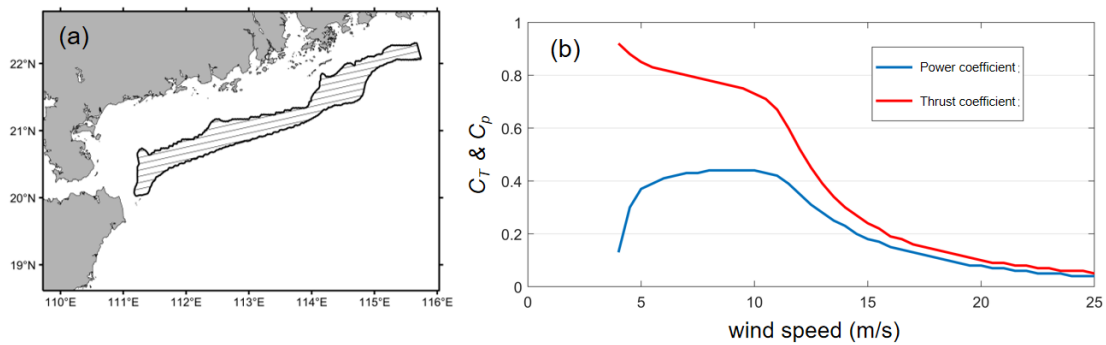 (a)
22°N
21°N
20°N
19°N
110°E 111°E 112°E 113°E 114°E 115°E 116°E
(b)
C_T & C_p
1
0.8
0.6
0.4
0.2
0
0 5 10 15 20 25
wind speed (m/s)
Power coefficient;
Thrust coefficient;